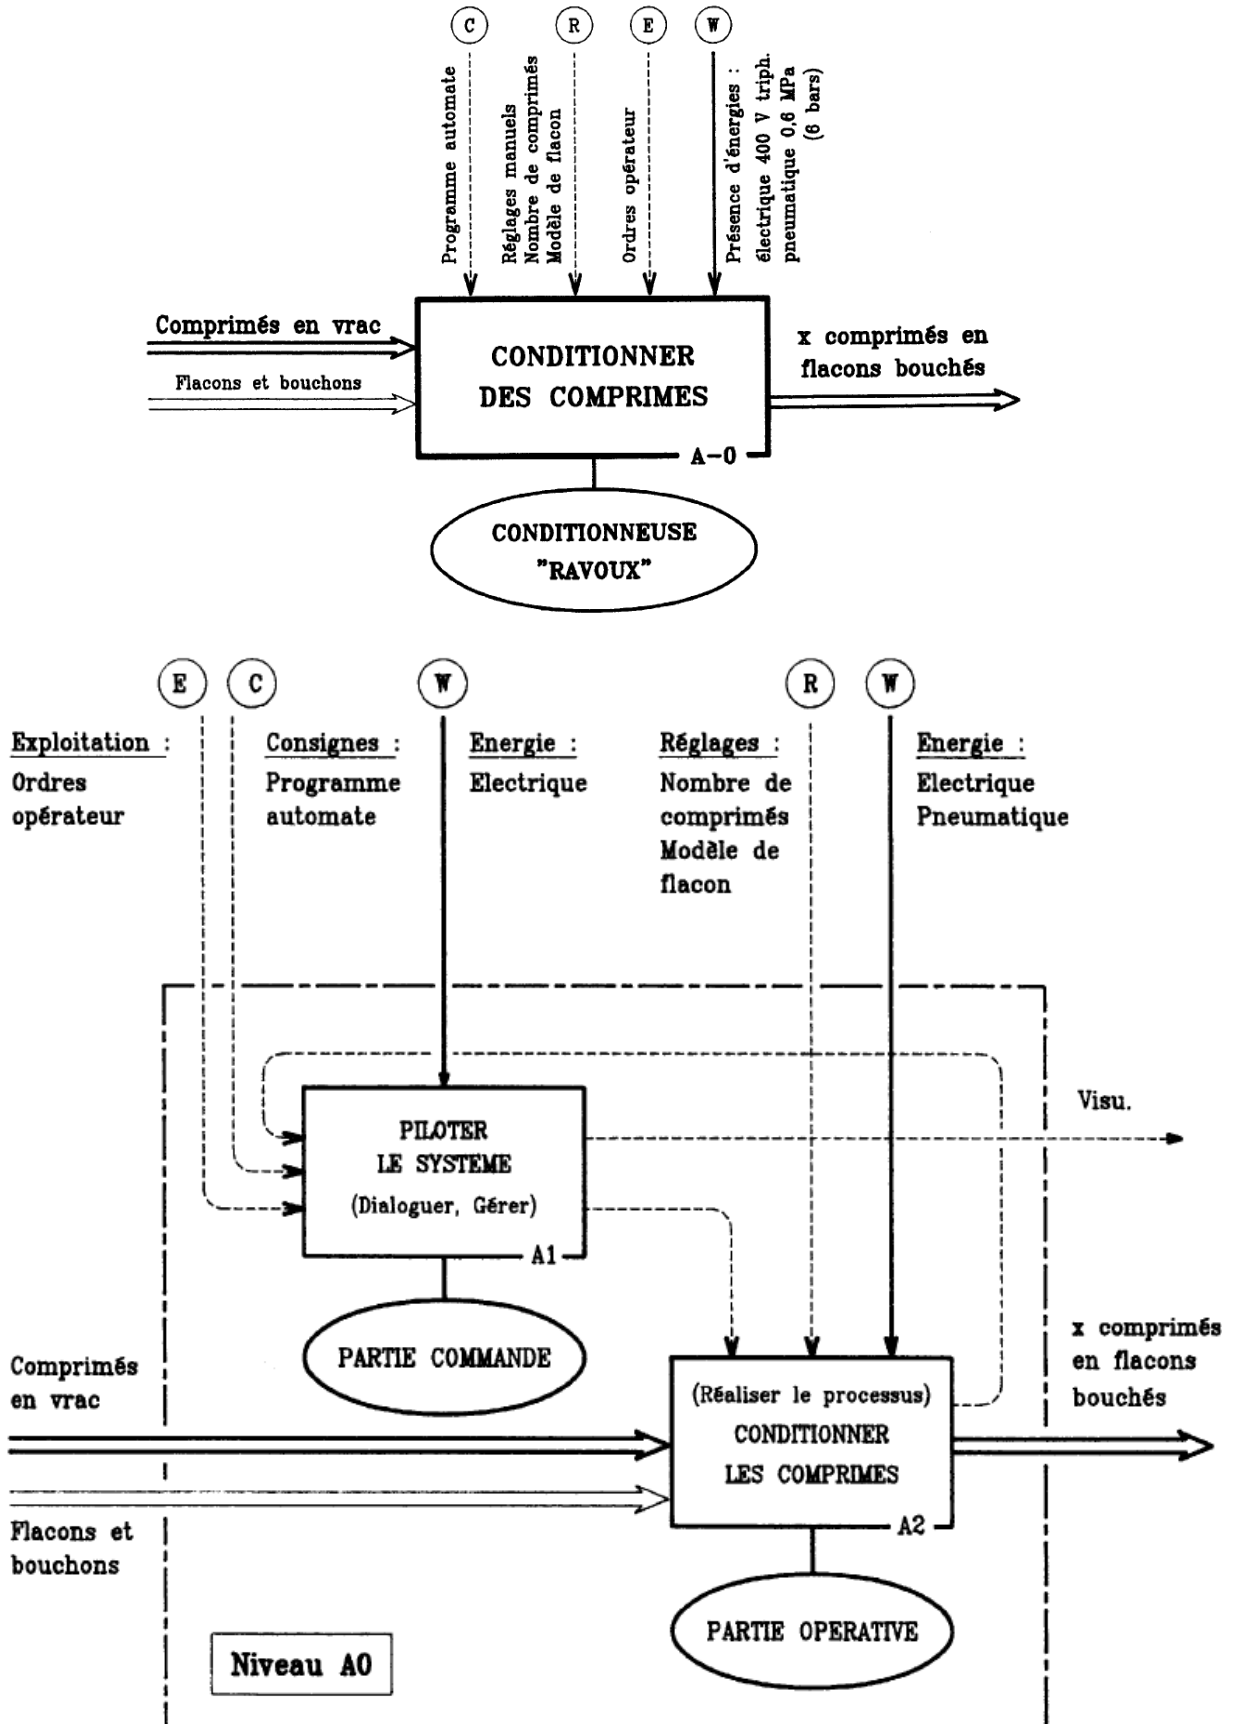 C
R
E
W
Programme automate
Réglages manuels
Nombre de comprimés
Modèle de flacon
Ordres opérateur
Présence d'énergies :
électrique 400 V triph.
pneumatique 0,6 MPa
(6 bars)
Comprimés en vrac
Flacons et bouchons
CONDITIONNER
DES COMPRIMES
A-0
x comprimés en
flacons bouchés
CONDITIONNEUSE
"RAVOUX"
E
C
W
R
W
Exploitation :
Ordres
opérateur
Consignes :
Programme
automate
Energie :
Electrique
Réglages :
Nombre de
comprimés
Modèle de
flacon
Energie :
Electrique
Pneumatique
Visu.
PILOTER
LE SYSTEME
(Dialoguer, Gérer)
A1
PARTIE COMMANDE
Comprimés
en vrac
Flacons et
bouchons
(Réaliser le processus)
CONDITIONNER
LES COMPRIMES
A2
x comprimés
en flacons
bouchés
PARTIE OPERATIVE
Niveau A0